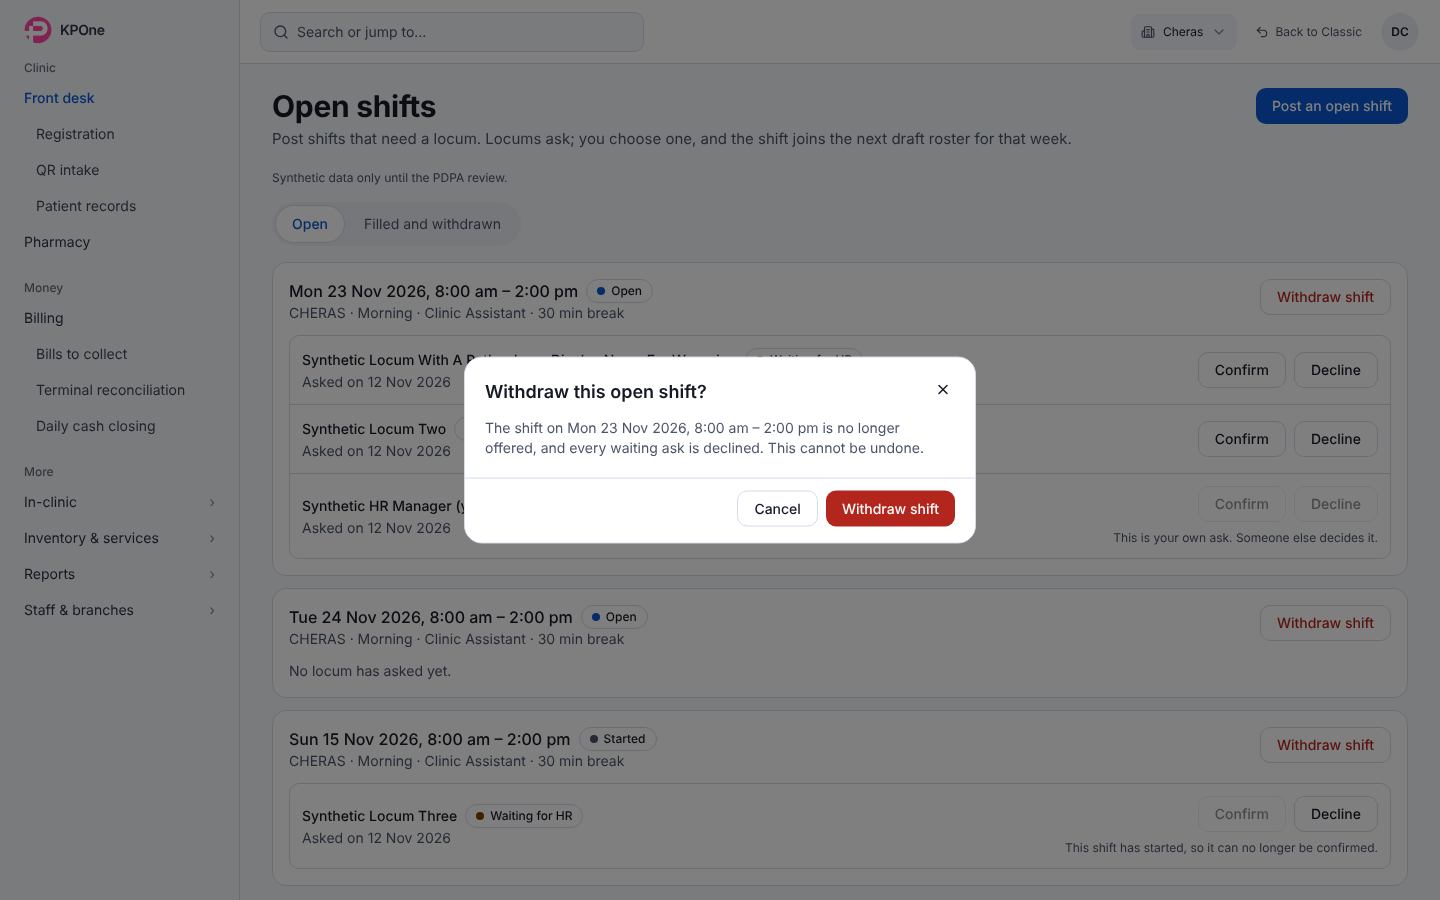 KPOne
Search or jump to...
Cheras
Back to Classic
DC
Clinic
Front desk
Registration
QR intake
Patient records
Pharmacy
Money
Billing
Bills to collect
Terminal reconciliation
Daily cash closing
More
In-clinic
Inventory & services
Reports
Staff & branches
Open shifts
Post an open shift
Post shifts that need a locum. Locums ask; you choose one, and the shift joins the next draft roster for that week.
Synthetic data only until the PDPA review.
Open
Filled and withdrawn
Mon 23 Nov 2026, 8:00 am – 2:00 pm
Open
Withdraw shift
CHERAS · Morning · Clinic Assistant · 30 min break
Synthetic Locum With A
Asked on 12 Nov 2026
Confirm
Decline
Synthetic Locum Two
Asked on 12 Nov 2026
Confirm
Decline
Synthetic HR Manager
Asked on 12 Nov 2026
Confirm
Decline
This is your own ask. Someone else decides it.
Withdraw this open shift?
The shift on Mon 23 Nov 2026, 8:00 am – 2:00 pm is no longer
offered, and every waiting ask is declined. This cannot be undone.
Cancel
Withdraw shift
Tue 24 Nov 2026, 8:00 am – 2:00 pm
Open
Withdraw shift
CHERAS · Morning · Clinic Assistant · 30 min break
No locum has asked yet.
Sun 15 Nov 2026, 8:00 am – 2:00 pm
Started
Withdraw shift
CHERAS · Morning · Clinic Assistant · 30 min break
Synthetic Locum Three
Waiting for HR
Asked on 12 Nov 2026
Confirm
Decline
This shift has started, so it can no longer be confirmed.